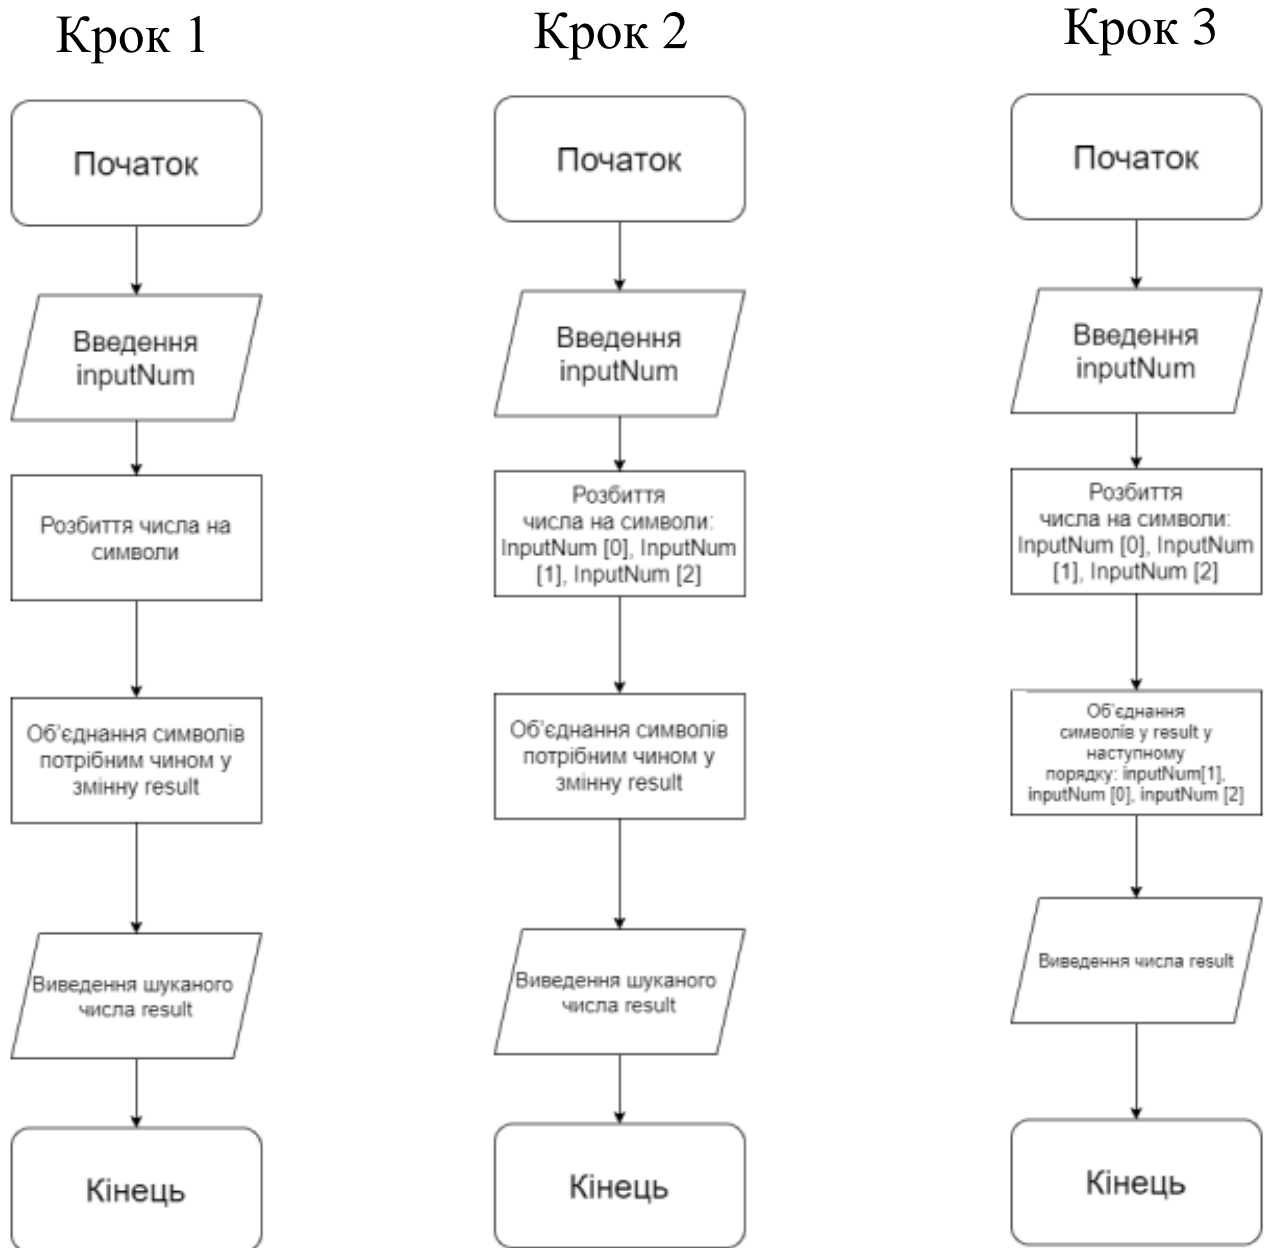 Крок 1
Початок
Введення
inputNum
Розбиття числа на
символи
Об'єднання символів
потрібним чином у
змінну result
Виведення шуканого
числа result
Кінець
Крок 2
Початок
Введення
inputNum
Розбиття
числа на символи:
InputNum [0], InputNum
[1], InputNum [2]
Об'єднання символів
потрібним чином у
змінну result
Виведення шуканого
числа result
Кінець
Крок 3
Початок
Введення
inputNum
Розбиття
числа на символи:
InputNum [0], InputNum
[1], InputNum [2]
Об'єднання
символів у result у
наступному
порядку: inputNum[1],
inputNum [0], inputNum [2]
Виведення числа result
Кінець